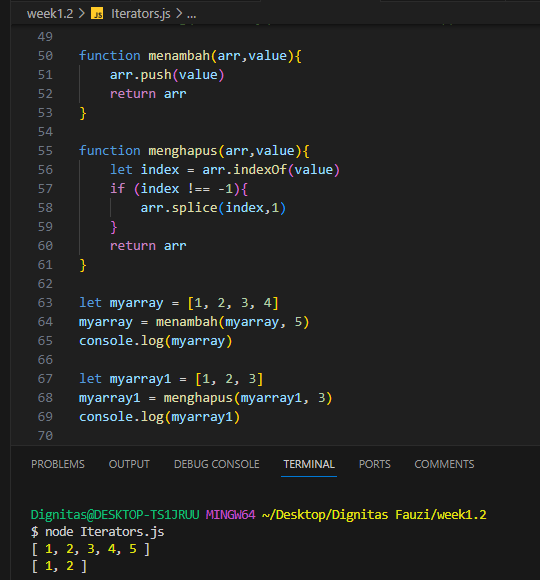 week1.2 > JS Iterators.js > ...
49
50 function menambah(arr,value){
51     arr.push(value)
52     return arr
53 }
54
55 function menghapus(arr,value){
56     let index = arr.indexOf(value)
57     if (index !== -1){
58         arr.splice(index,1)
59     }
60     return arr
61 }
62
63 let myarray = [1, 2, 3, 4]
64 myarray = menambah(myarray, 5)
65 console.log(myarray)
66
67 let myarray1 = [1, 2, 3]
68 myarray1 = menghapus(myarray1, 3)
69 console.log(myarray1)
70
PROBLEMS OUTPUT DEBUG CONSOLE TERMINAL PORTS COMMENTS
Dignitas@DESKTOP-TS1JRUU MINGW64 ~/Desktop/Dignitas Fauzi/week1.2
$ node Iterators.js
[ 1, 2, 3, 4, 5 ]
[ 1, 2 ]